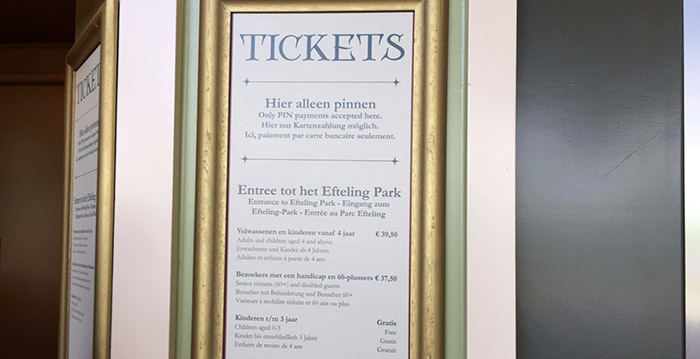 TICKETS
Hier alleen pinnen
Only PIN payments accepted here.
Hier nur Kartenzahlung möglich.
Ici, paiement par carte bancaire seulement.
Entree tot het Efteling Park
Entrance to Efteling Park - Eingang zum
Efteling-Park - Entrée au Parc Efteling
Volwassenen en kinderen vanaf 4 jaar € 39,50
Adults and children aged 4 and above
Erwachsene und Kinder ab 4 Jahren
Adultes et enfants à partir de 4 ans
Bezoekers met een handicap en 60-plussers € 37,50
Senior citizens (60+) and disabled guests
Besucher mit Behinderung und Besucher 60+
Visiteurs à mobilité réduite et 60 ans ou plus
Kinderen t/m 3 jaar Gratis
Children aged 0-3 Free
Kinder bis einschließlich 3 Jahre Gratis
Enfants de moins de 4 ans Gratuit
TICKETS
Hier alleen pinnen